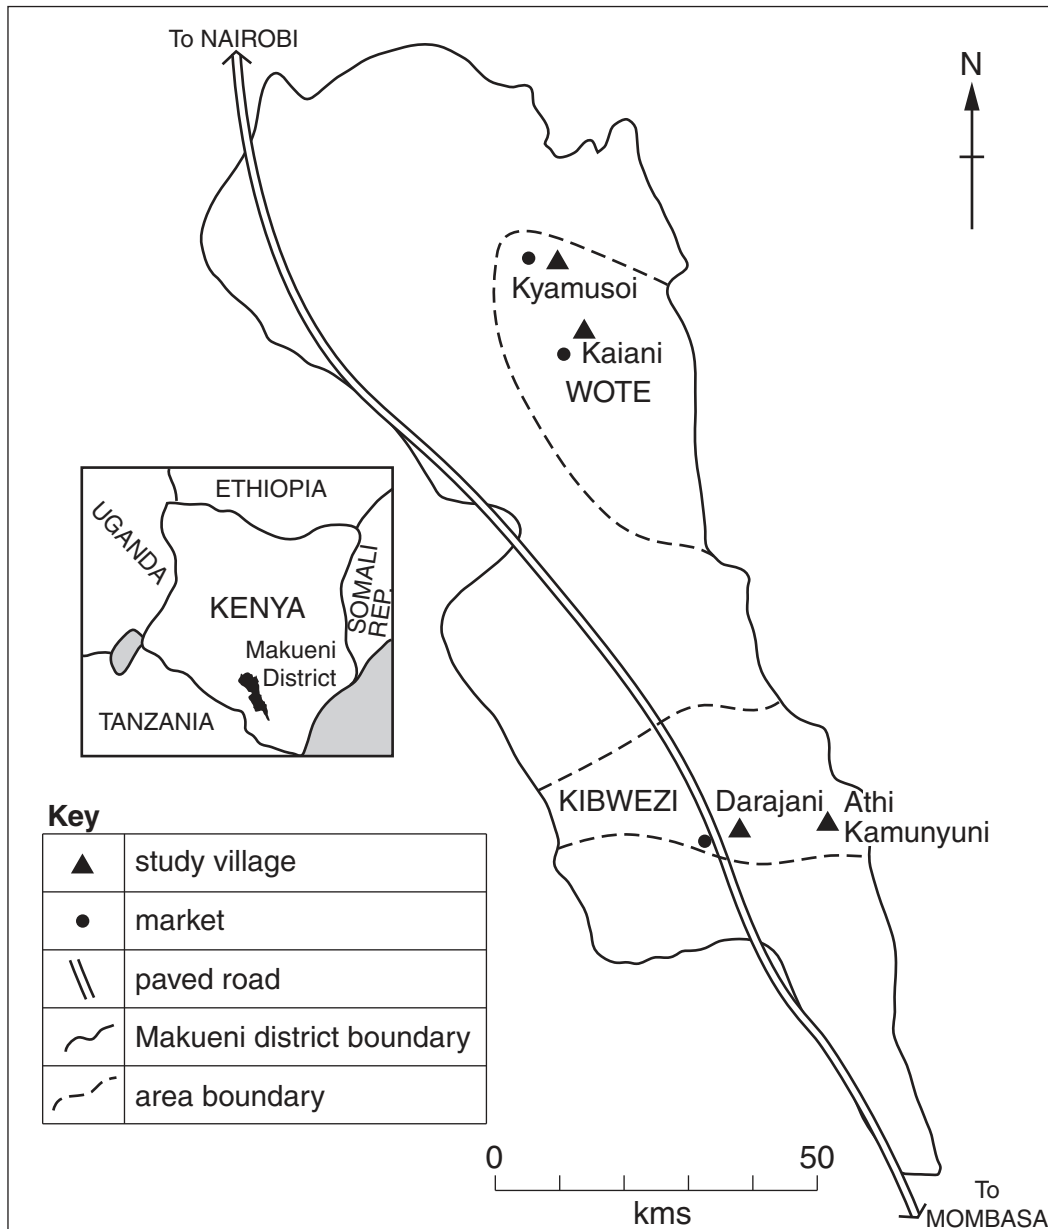 To NAIROBI
N
Kyamusoi
Kaiani
WOTE
ETHIOPIA
UGANDA
SOMALI
REP.
KENYA
Makueni
District
TANZANIA
KIBWEZI
Darajani
Athi
Kamunyuni
Key
study village
market
paved road
Makueni district boundary
area boundary
0
50
kms
To
MOMBASA